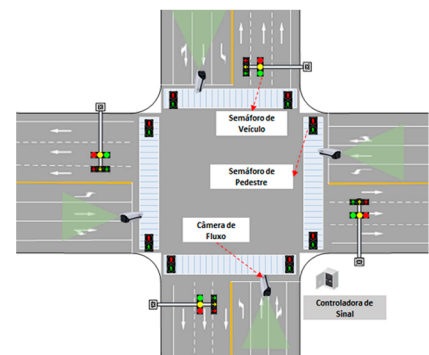 Semáforo de
Veículo
Semáforo de
Pedestre
Câmera de
Fluxo
Controladora de
Sinal